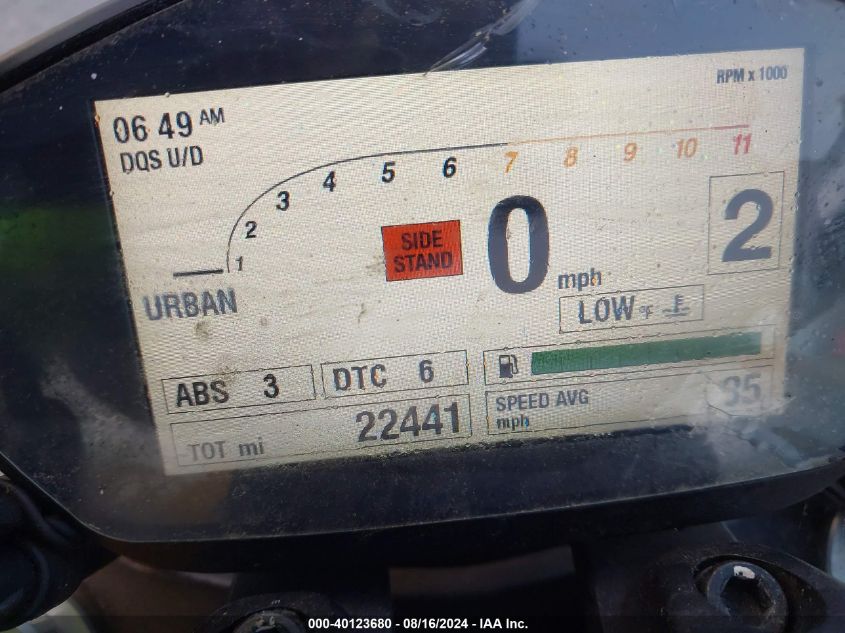 RPM x 1000
06 49 AM
DQS U/D
1 2 3 4 5 6 7 8 9 10 11
SIDE
STAND
0 mph
2
URBAN
LOW °F
ABS 3
DTC 6
TOT mi 22441
SPEED AVG
mph 35
000-40123680 - 08/16/2024 - IAA Inc.